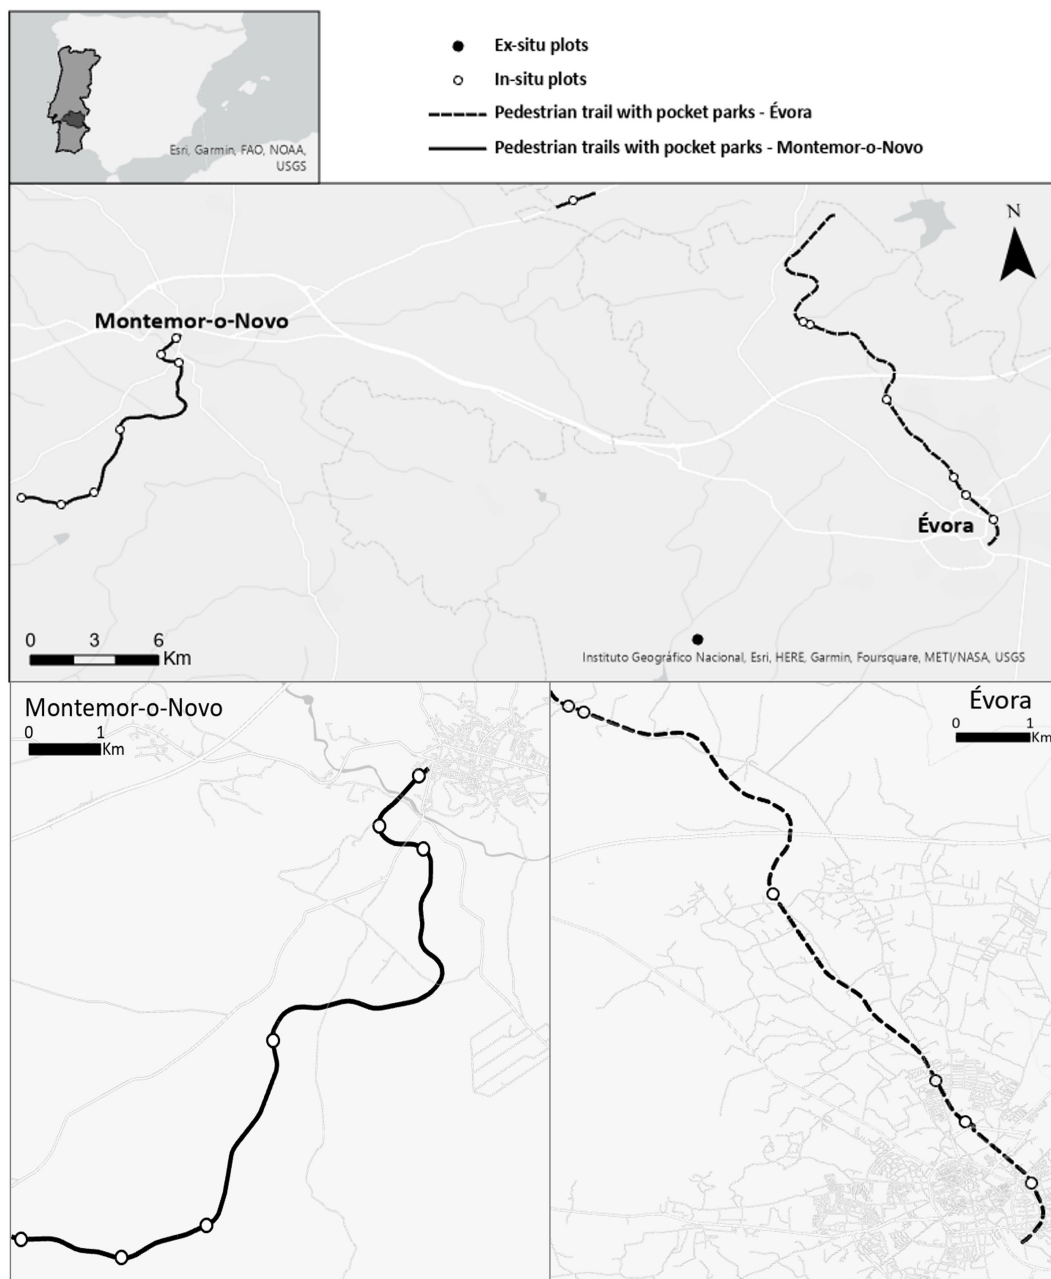 Esri, Garmin, FAO, NOAA,
USGS
Ex-situ plots
In-situ plots
Pedestrian trail with pocket parks - Évora
Pedestrian trails with pocket parks - Montemor-o-Novo
N
Montemor-o-Novo
Évora
0 3 6
Km
Instituto Geográfico Nacional, Esri, HERE, Garmin, Foursquare, METI/NASA, USGS
Montemor-o-Novo
0 1
Km
Évora
0 1
Km